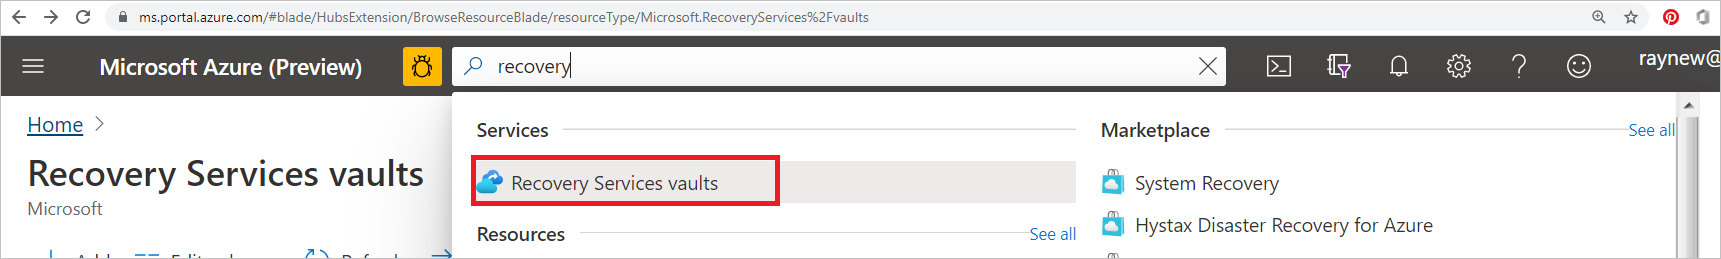 ms.portal.azure.com/#blade/HubsExtension/BrowseResourceBlade/resourceType/Microsoft.RecoveryServices%2Fvaults
Microsoft Azure (Preview)
recovery
raynew@
Home
Recovery Services vaults
Microsoft
Services
Recovery Services vaults
Resources
See all
Marketplace
See all
System Recovery
Hystax Disaster Recovery for Azure